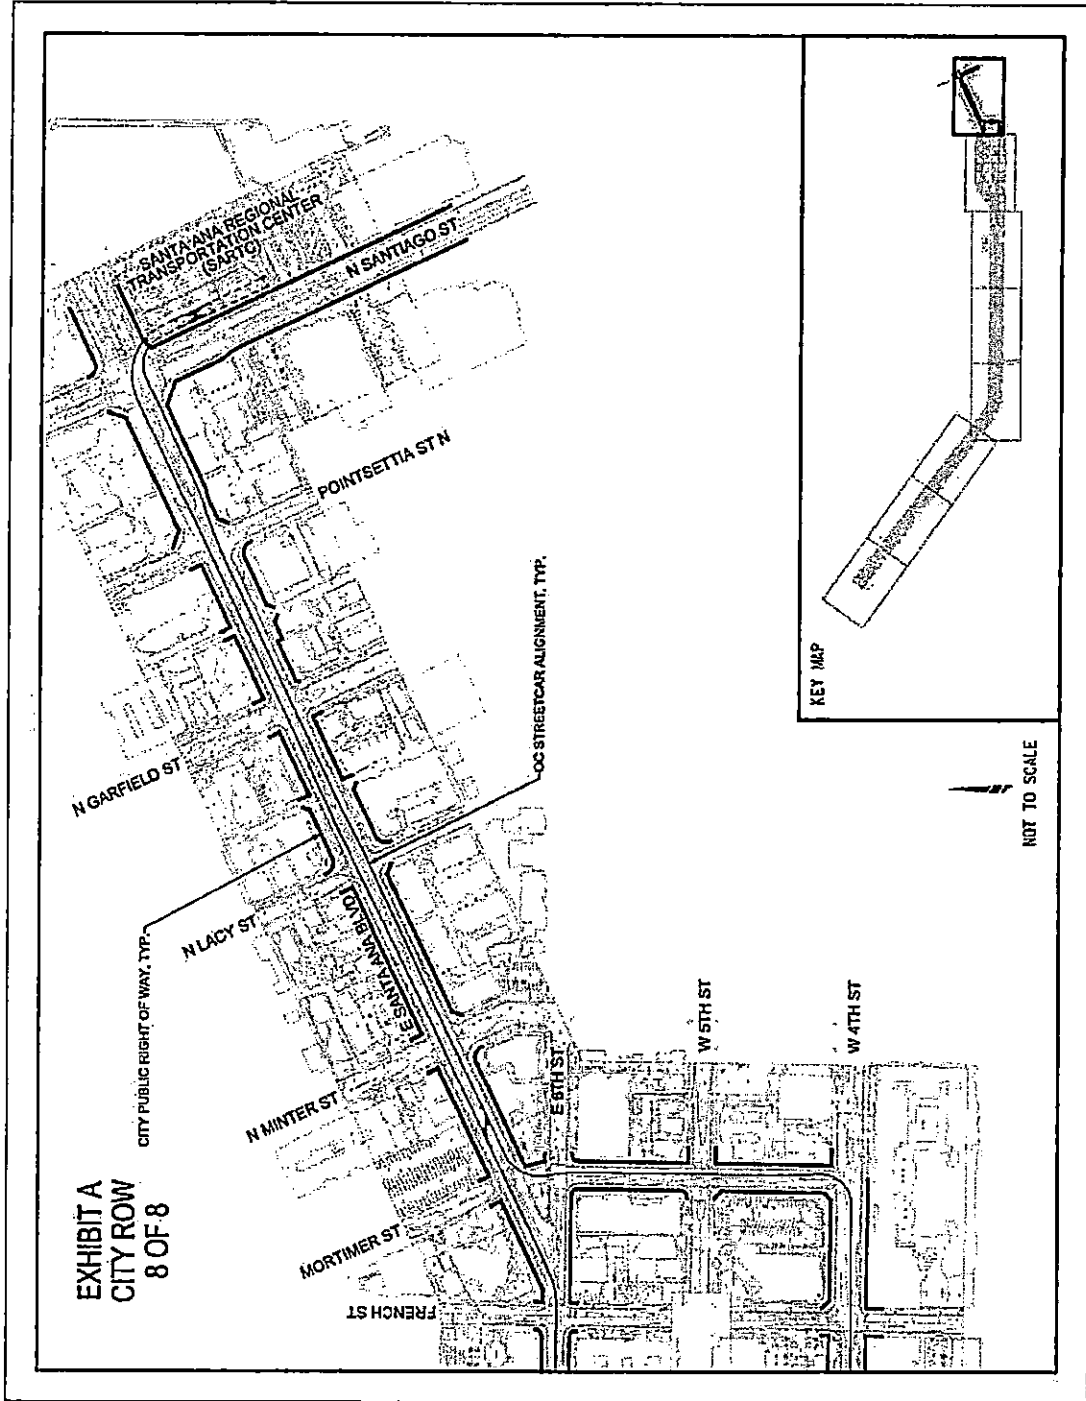 EXHIBIT A
CITY ROW
8 OF 8
CITY PUBLIC RIGHT OF WAY, TYP.
SANTA ANA REGIONAL
TRANSPORTATION CENTER
(SARTC)
N SANTIAGO ST
POINTSETTIA ST N
N GARFIELD ST
N LACY ST
E SANTA ANA BLVD
N MINTER ST
MORTIMER ST
FRENCH ST
OC STREETCAR ALIGNMENT, TYP.
E 6TH ST
W 5TH ST
W 4TH ST
KEY MAP
NOT TO SCALE